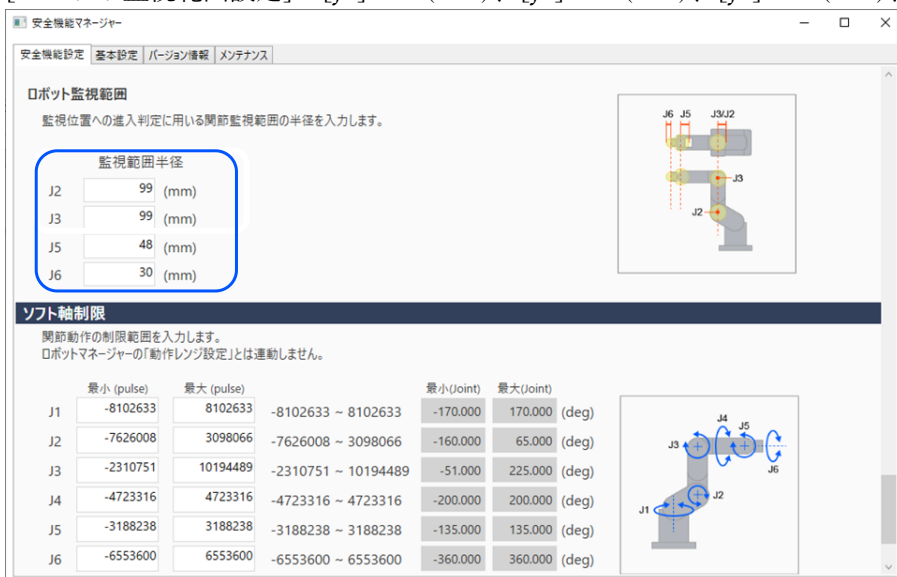 安全機能マネージャー
安全機能設定 基本設定 バージョン情報 メンテナンス
ロボット監視範囲
監視位置への進入判定に用いる関節監視範囲の半径を入力します。
監視範囲半径
J2 99 (mm)
J3 99 (mm)
J5 48 (mm)
J6 30 (mm)
J6 J5 J3/J2
J3
J2
ソフト軸制限
関節動作の制限範囲を入力します。
ロボットマネージャーの「動作レンジ設定」とは連動しません。
最小 (pulse) 最大 (pulse) 最小(Joint) 最大(Joint)
J1 -8102633 8102633 -8102633 ~ 8102633 -170.000 170.000 (deg)
J2 -7626008 3098066 -7626008 ~ 3098066 -160.000 65.000 (deg)
J3 -2310751 10194489 -2310751 ~ 10194489 -51.000 225.000 (deg)
J4 -4723316 4723316 -4723316 ~ 4723316 -200.000 200.000 (deg)
J5 -3188238 3188238 -3188238 ~ 3188238 -135.000 135.000 (deg)
J6 -6553600 6553600 -6553600 ~ 6553600 -360.000 360.000 (deg)
J4
J5
J3
J6
J2
J1